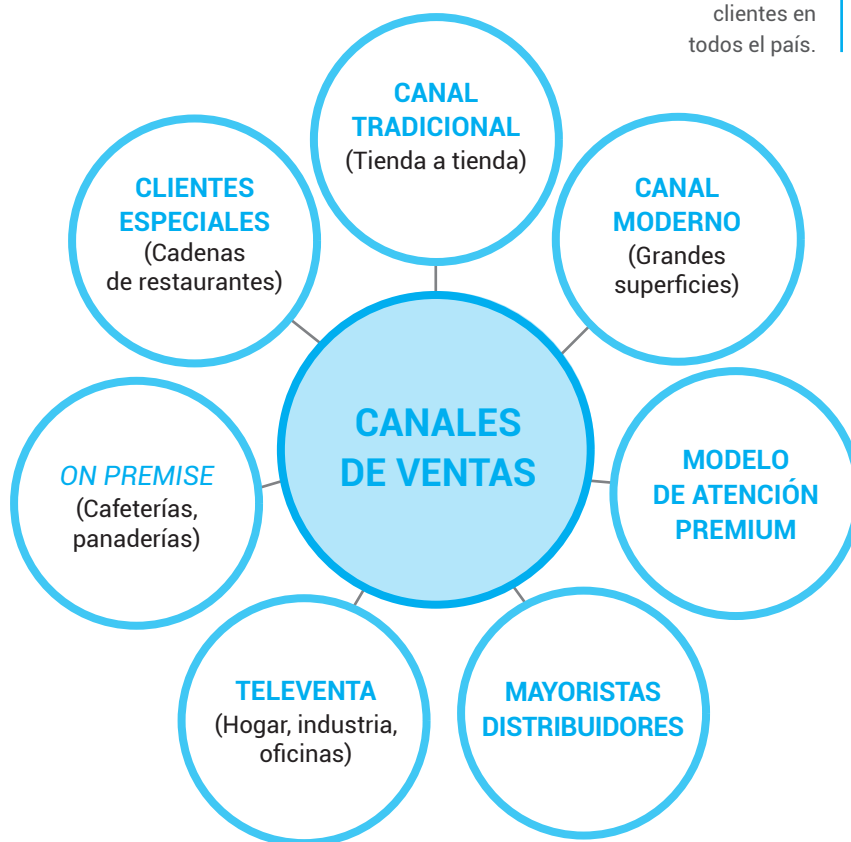 clientes en
todos el país.
CANAL
TRADICIONAL
(Tienda a tienda)
CLIENTES
ESPECIALES
(Cadenas
de restaurantes)
CANAL
MODERNO
(Grandes
superficies)
CANALES
DE VENTAS
ON PREMISE
(Cafeterías,
panaderías)
MODELO
DE ATENCIÓN
PREMIUM
TELEVENTA
(Hogar, industria,
oficinas)
MAYORISTAS
DISTRIBUIDORES